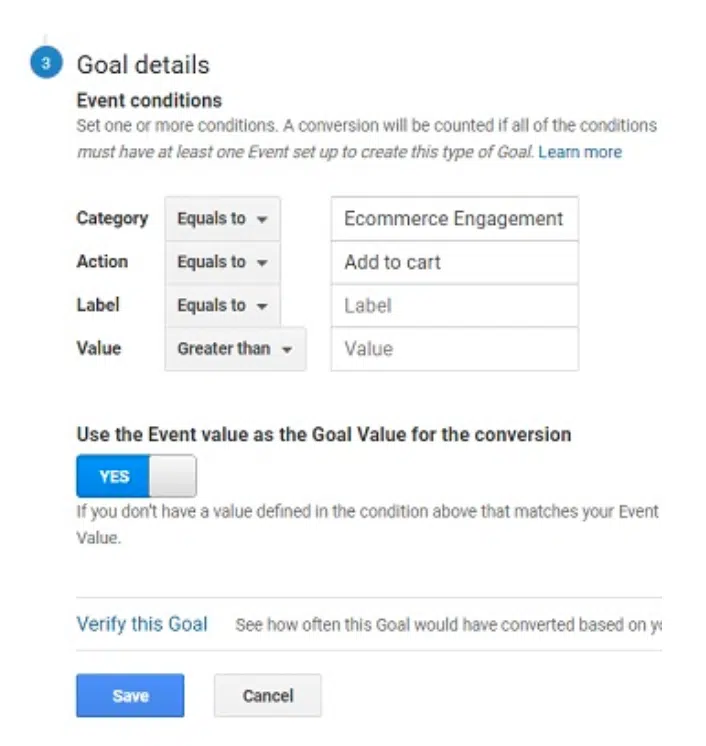 3 Goal details
Event conditions
Set one or more conditions. A conversion will be counted if all of the conditions
must have at least one Event set up to create this type of Goal. Learn more
Category Equals to Ecommerce Engagement
Action Equals to Add to cart
Label Equals to Label
Value Greater than Value
Use the Event value as the Goal Value for the conversion
YES
If you don't have a value defined in the condition above that matches your Event
Value.
Verify this Goal See how often this Goal would have converted based on
Save Cancel